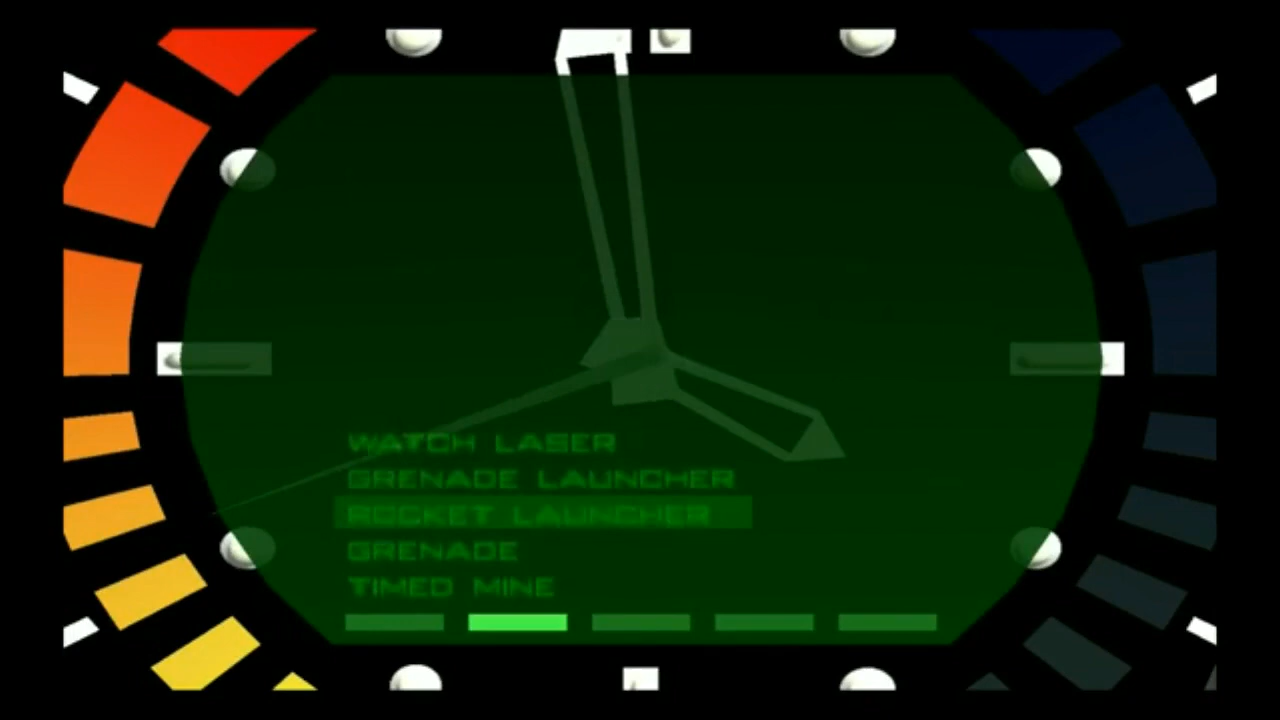 WATCH LASER
GRENADE LAUNCHER
ROCKET LAUNCHER
GRENADE
TIMED MINE